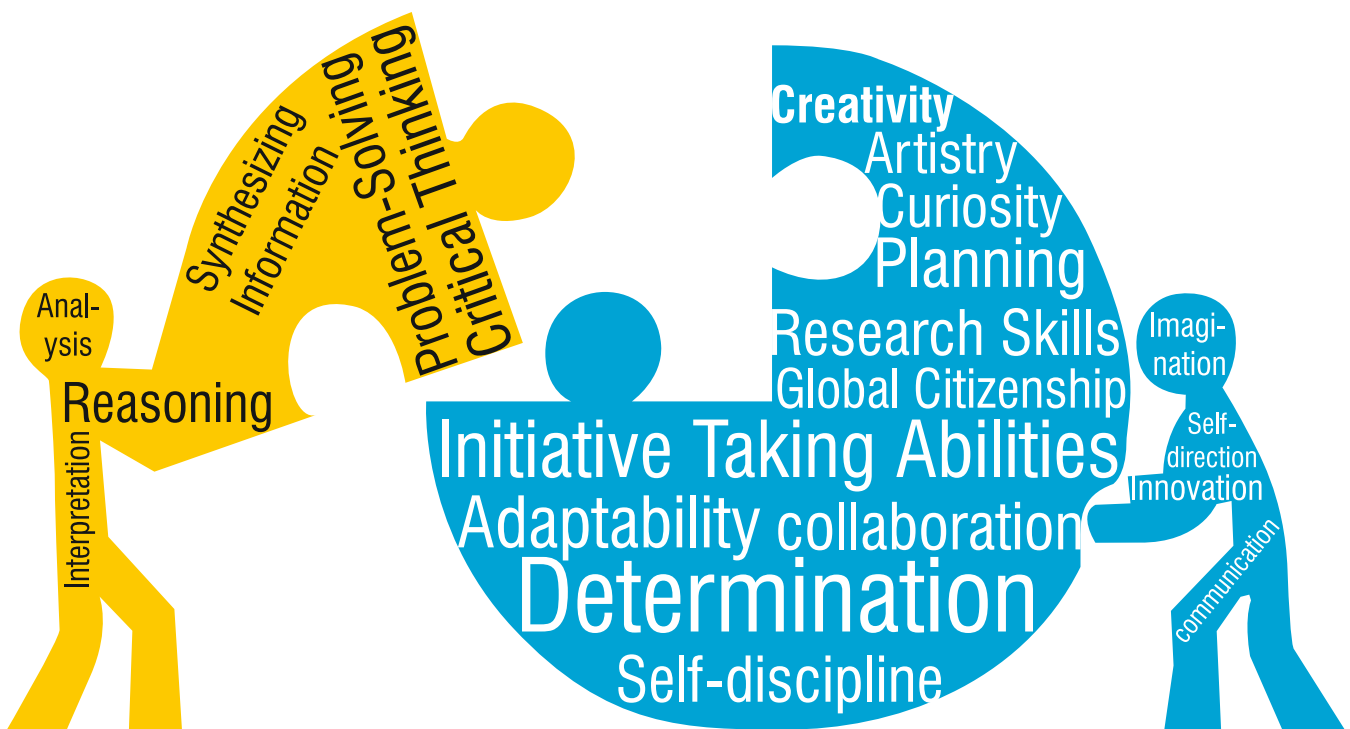 Anal-
ysis
Reasoning
Interpretation
Synthesizing
Information
Problem-Solving
Critical Thinking
Creativity
Artistry
Curiosity
Planning
Research Skills
Global Citizenship
Initiative Taking Abilities
Adaptability collaboration
Determination
Self-discipline
Imagi-
nation
Self-
direction
Innovation
communication